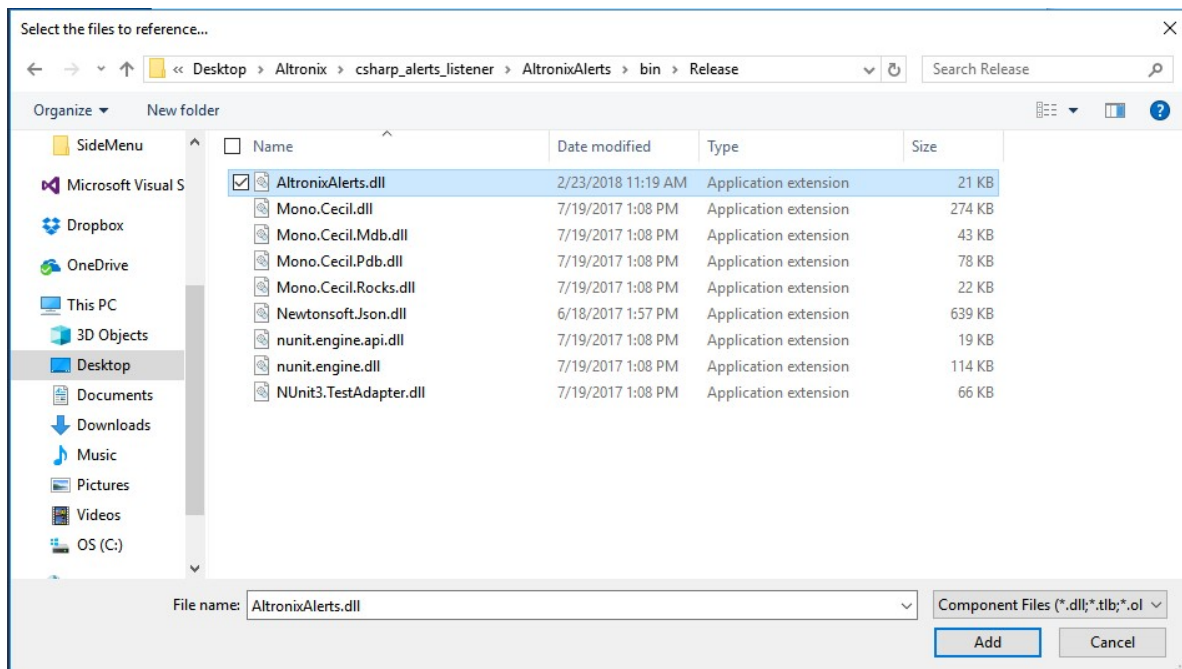 Select the files to reference...
« Desktop > Altronix > csharp_alerts_listener > AltronixAlerts > bin > Release
Search Release
Organize
New folder
Name Date modified Type Size
SideMenu
Microsoft Visual S
Dropbox
OneDrive
This PC
3D Objects
Desktop
Documents
Downloads
Music
Pictures
Videos
OS (C:)
AltronixAlerts.dll 2/23/2018 11:19 AM Application extension 21 KB
Mono.Cecil.dll 7/19/2017 1:08 PM Application extension 274 KB
Mono.Cecil.Mdb.dll 7/19/2017 1:08 PM Application extension 43 KB
Mono.Cecil.Pdb.dll 7/19/2017 1:08 PM Application extension 78 KB
Mono.Cecil.Rocks.dll 7/19/2017 1:08 PM Application extension 22 KB
Newtonsoft.Json.dll 6/18/2017 1:57 PM Application extension 639 KB
nunit.engine.api.dll 7/19/2017 1:08 PM Application extension 19 KB
nunit.engine.dll 7/19/2017 1:08 PM Application extension 114 KB
NUnit3.TestAdapter.dll 7/19/2017 1:08 PM Application extension 66 KB
File name: AltronixAlerts.dll
Component Files (*.dll;*.tlb;*.ol
Add Cancel